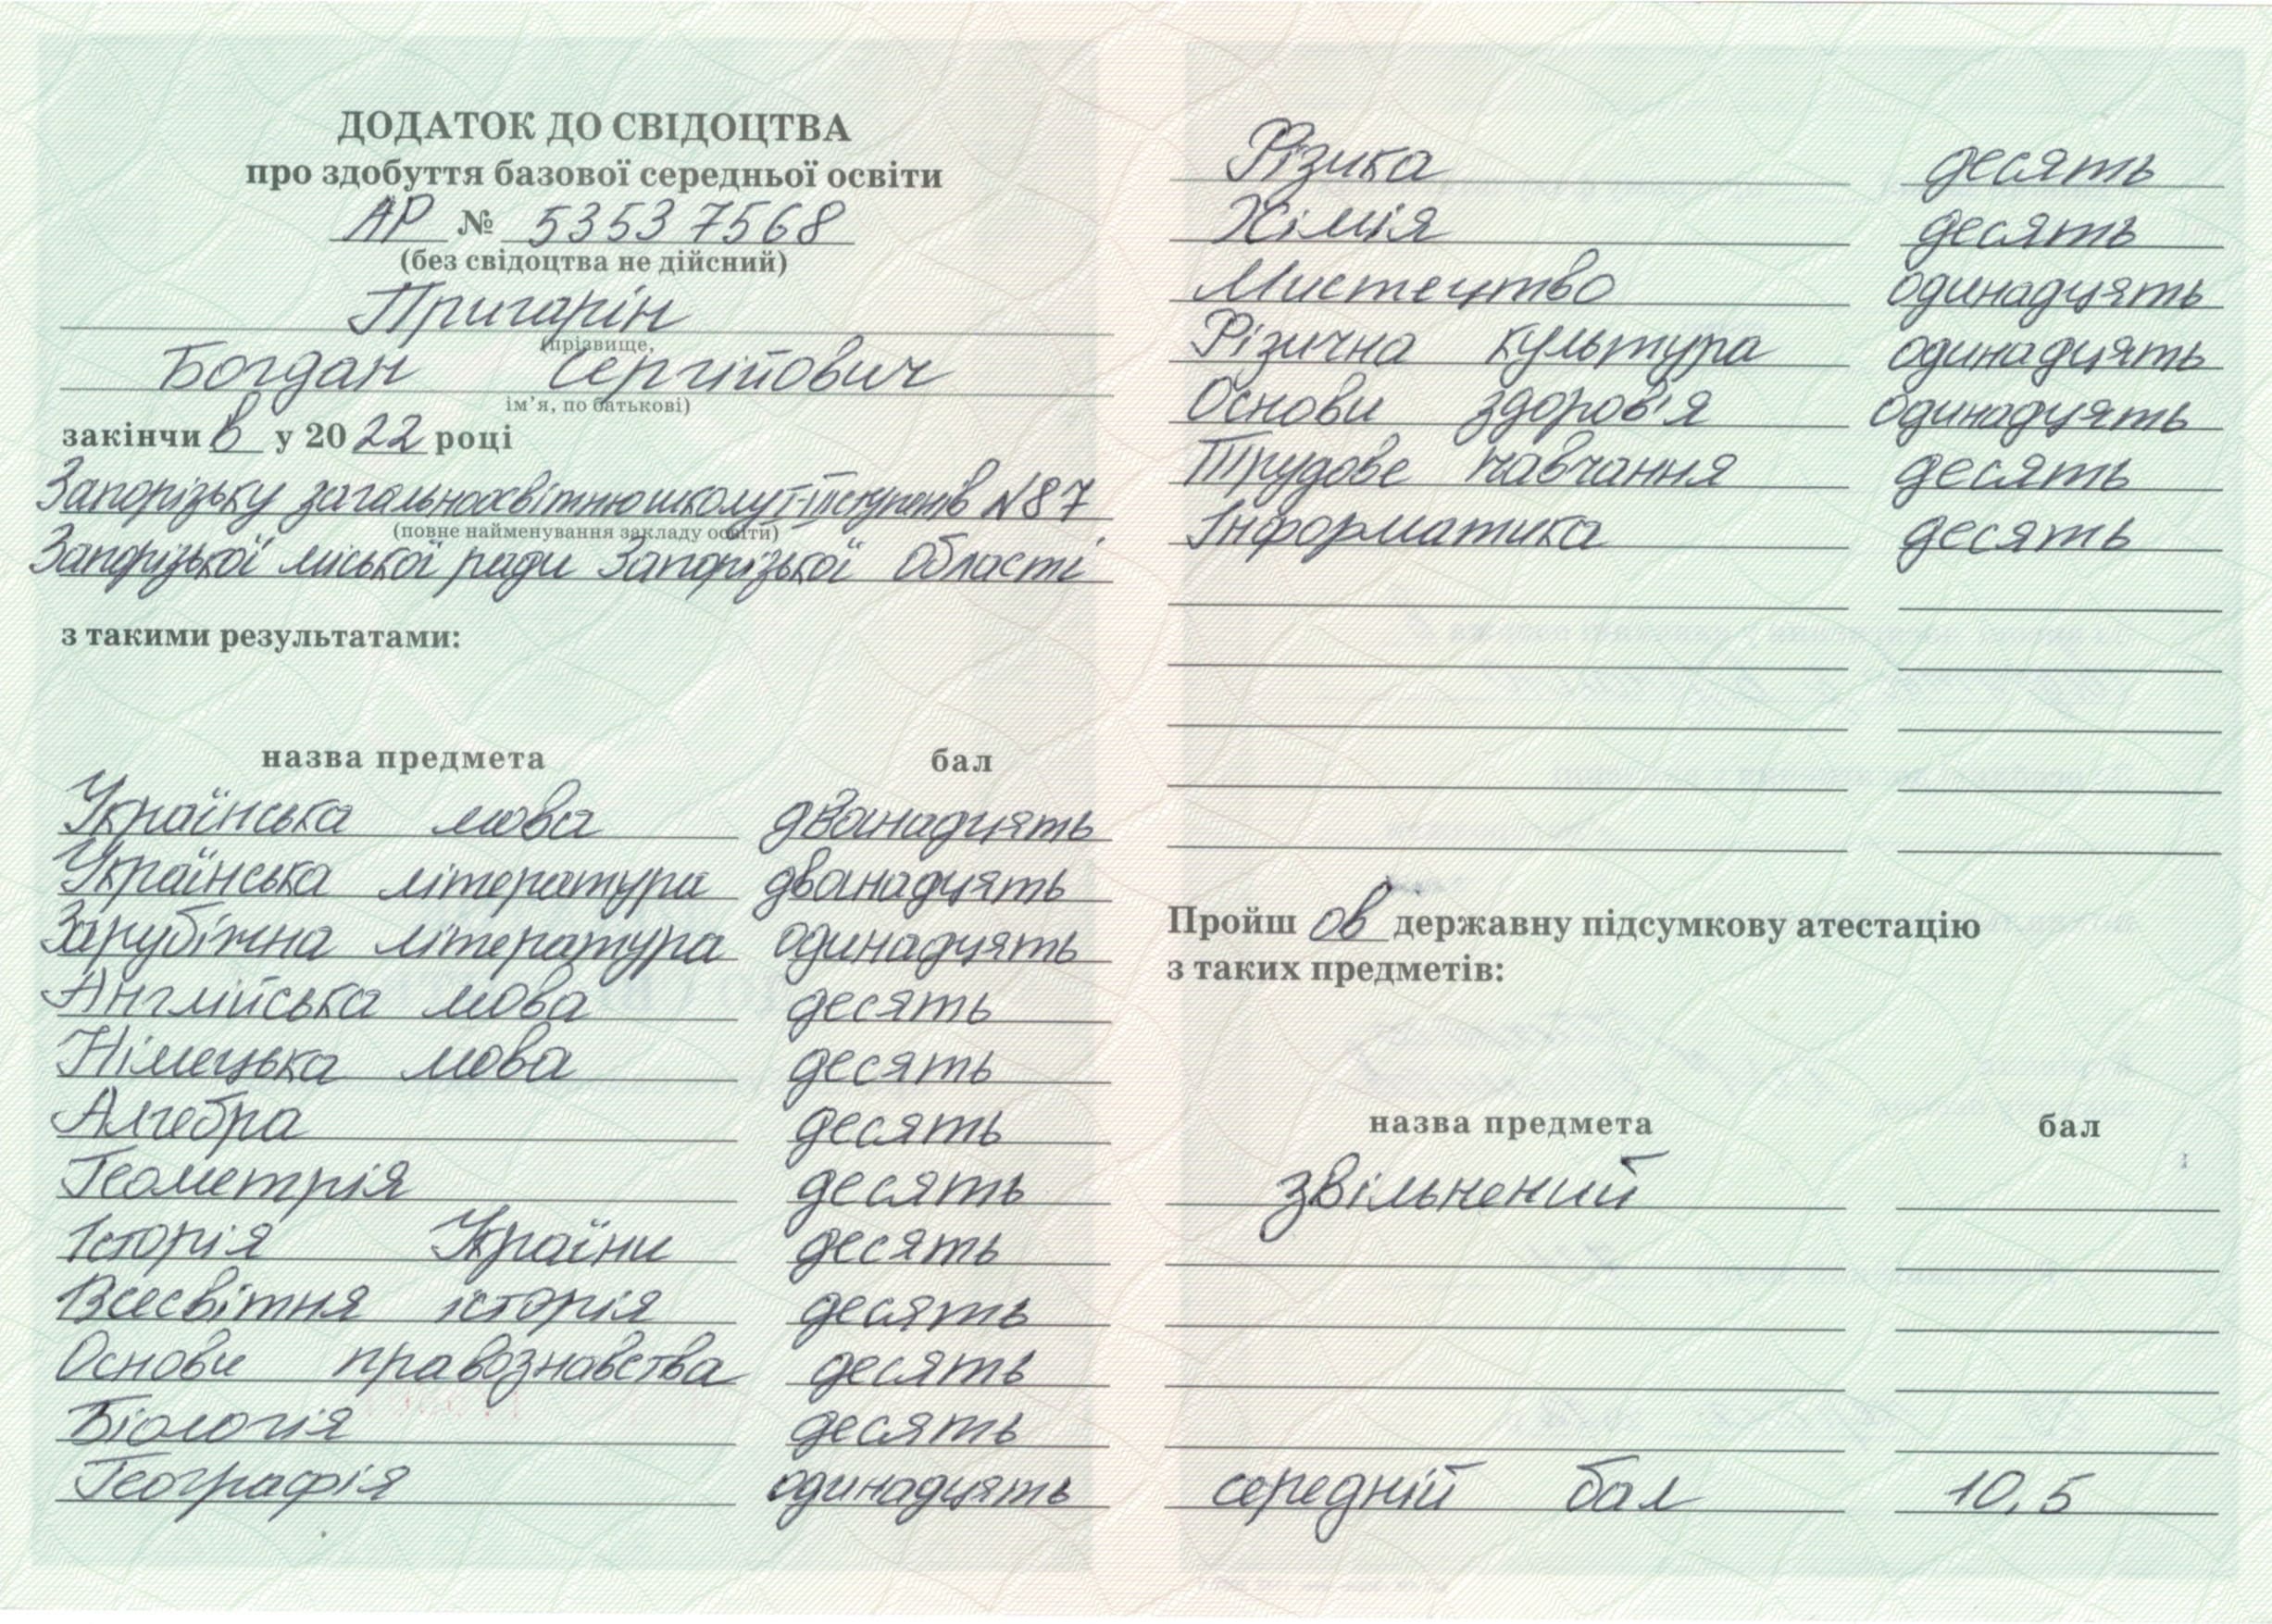 ДОДАТОК ДО СВІДОЦТВА
про здобуття базової середньої освіти
АР № 53537568
(без свідоцтва не дійсний)
Пригарін
(прізвище,
Богдан Сергійович
ім'я, по батькові)
закінчив у 2022 році
Запорізьку загальноосвітню школу І-ІІІ ступенів №87
(повне найменування закладу освіти)
Запорізької міської ради Запорізької області
з такими результатами:
назва предмета бал
Українська мова дванадцять
Українська література дванадцять
Зарубіжна література одинадцять
Англійська мова десять
Німецька мова десять
Алгебра десять
Геометрія десять
Історія України десять
Всесвітня історія десять
Основи правознавства десять
Біологія десять
Географія одинадцять
Фізика десять
Хімія десять
Мистецтво одинадцять
Фізична культура одинадцять
Основи здоров'я одинадцять
Трудове навчання десять
Інформатика десять
Пройшов державну підсумкову атестацію
з таких предметів:
назва предмета бал
звільнений
середній бал 10,5